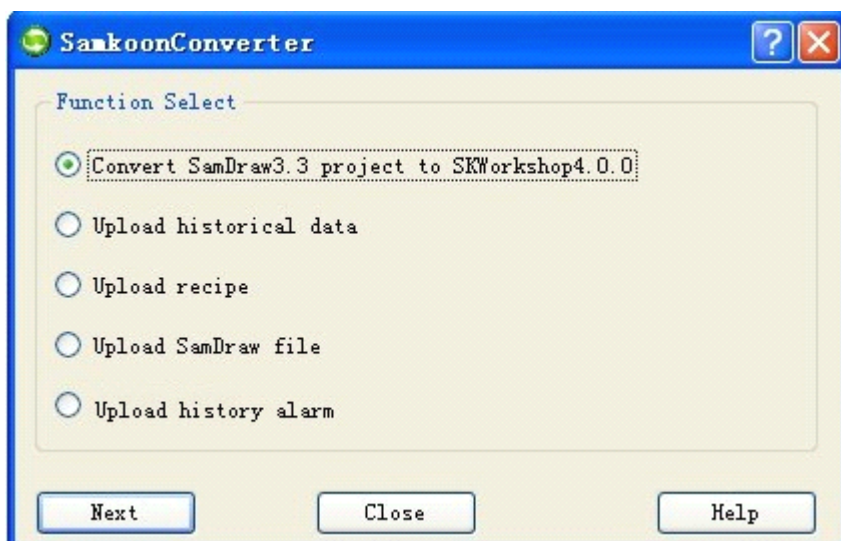 SamkoonConverter
Function Select
Convert SamDraw3.3 project to SKWorkshop4.0.0
Upload historical data
Upload recipe
Upload SamDraw file
Upload history alarm
Next Close Help